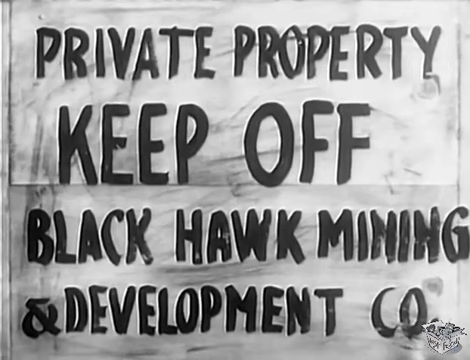 PRIVATE PROPERTY
KEEP OFF
BLACK HAWK MINING
& DEVELOPMENT CO.